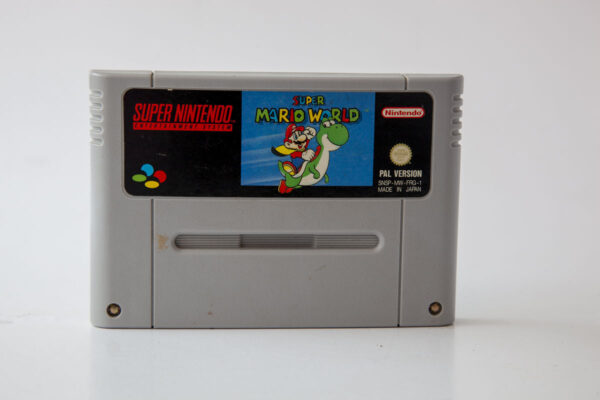 SUPER NINTENDO
ENTERTAINMENT SYSTEM
SUPER
MARIO WORLD
Nintendo
PAL VERSION
SNSP-MW-FRG-1
MADE IN JAPAN